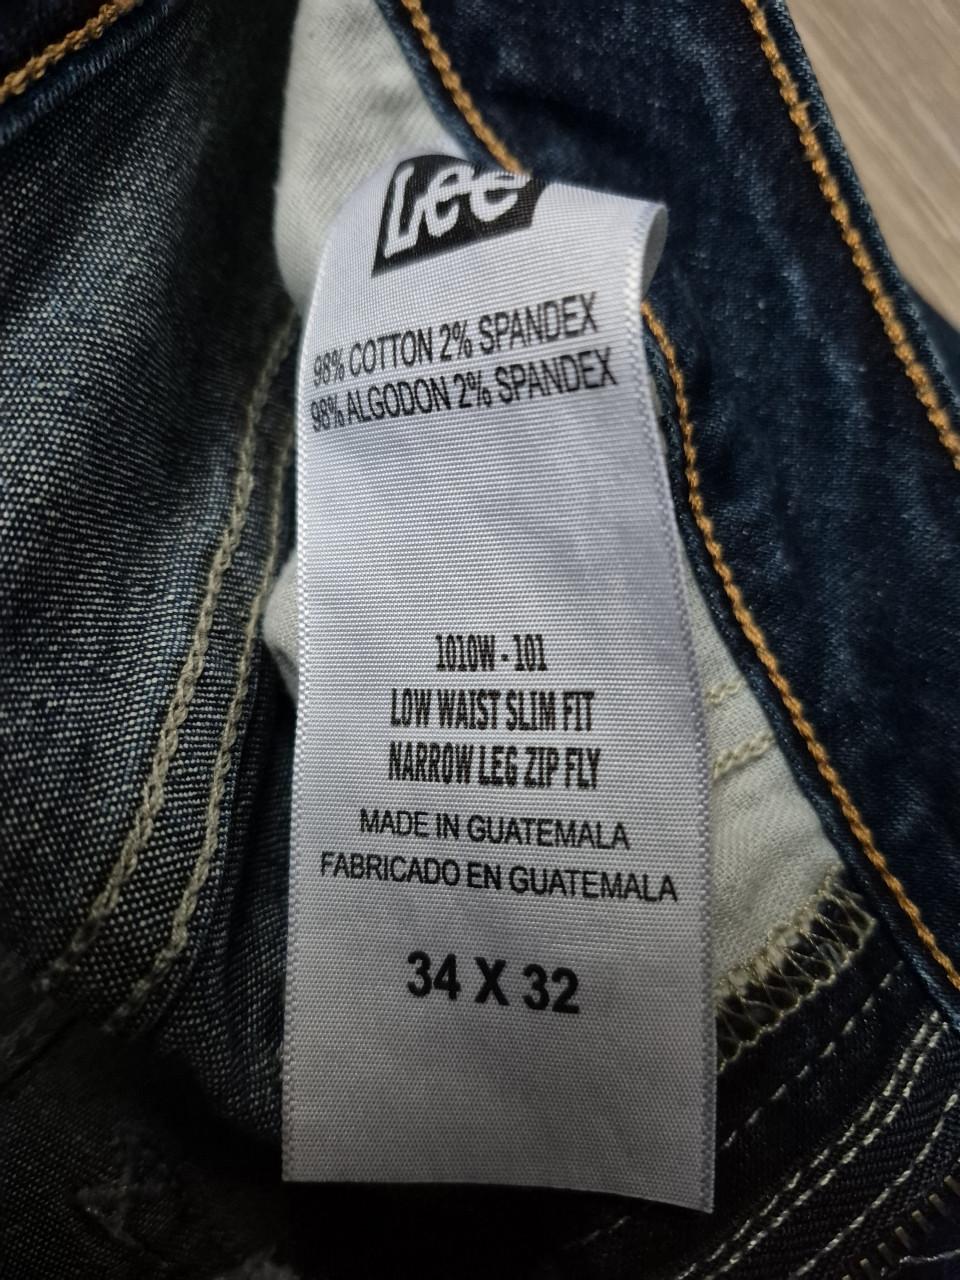 Lee
98% COTTON 2% SPANDEX
98% ALGODON 2% SPANDEX
1010W - 101
LOW WAIST SLIM FIT
NARROW LEG ZIP FLY
MADE IN GUATEMALA
FABRICADO EN GUATEMALA
34 X 32